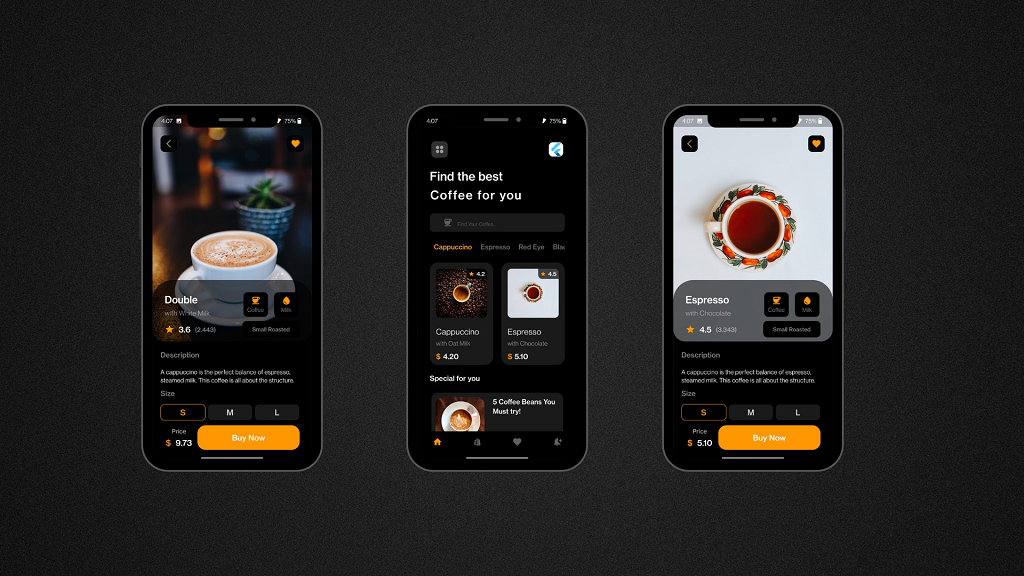 4:07
75%
Double
with White Milk
Coffee
Milk
3.6 (2.443)
Small Roasted
Description
A cappuccino is the perfect balance of espresso,
steamed milk. This coffee is all about the structure.
Size
S M L
Price
$ 9.73
Buy Now
4:07
75%
Find the best
Coffee for you
Find Your Coffee...
Cappuccino Espresso Red Eye Blac
4.2
4.5
Cappuccino
with Oat Milk
$ 4.20
Espresso
with Chocolate
$ 5.10
Special for you
5 Coffee Beans You
Must try!
4:07
75%
Espresso
with Chocolate
Coffee
Milk
4.5 (3.343)
Small Roasted
Description
A cappuccino is the perfect balance of espresso,
steamed milk. This coffee is all about the structure.
Size
S M L
Price
$ 5.10
Buy Now